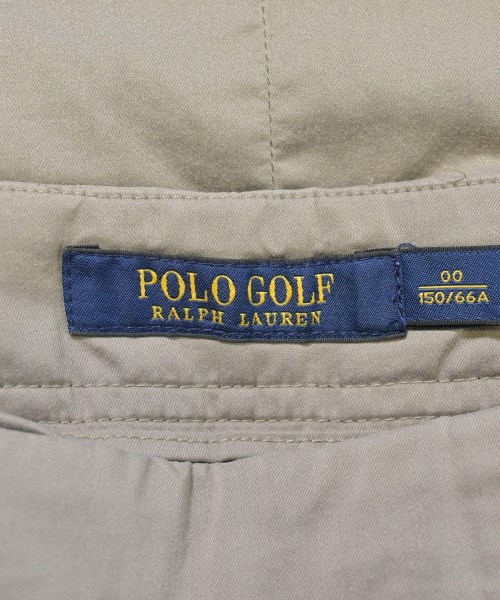 POLO GOLF
RALPH LAUREN
00
150/66A